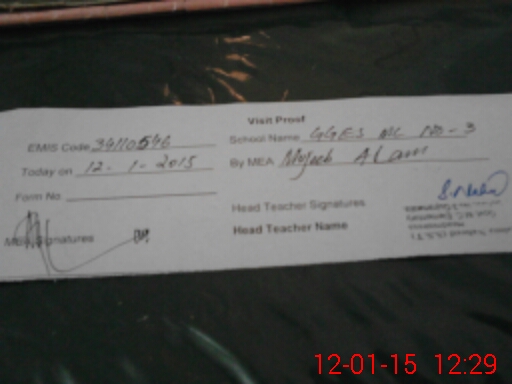 Visit Proof
EMIS Code 34110546 School Name GGES MC NO-3
Today on 12-1-2015 By MEA Mujeeb Alam
Form No
Head Teacher Signatures
Signatures Head Teacher Name
12-01-15 12:29